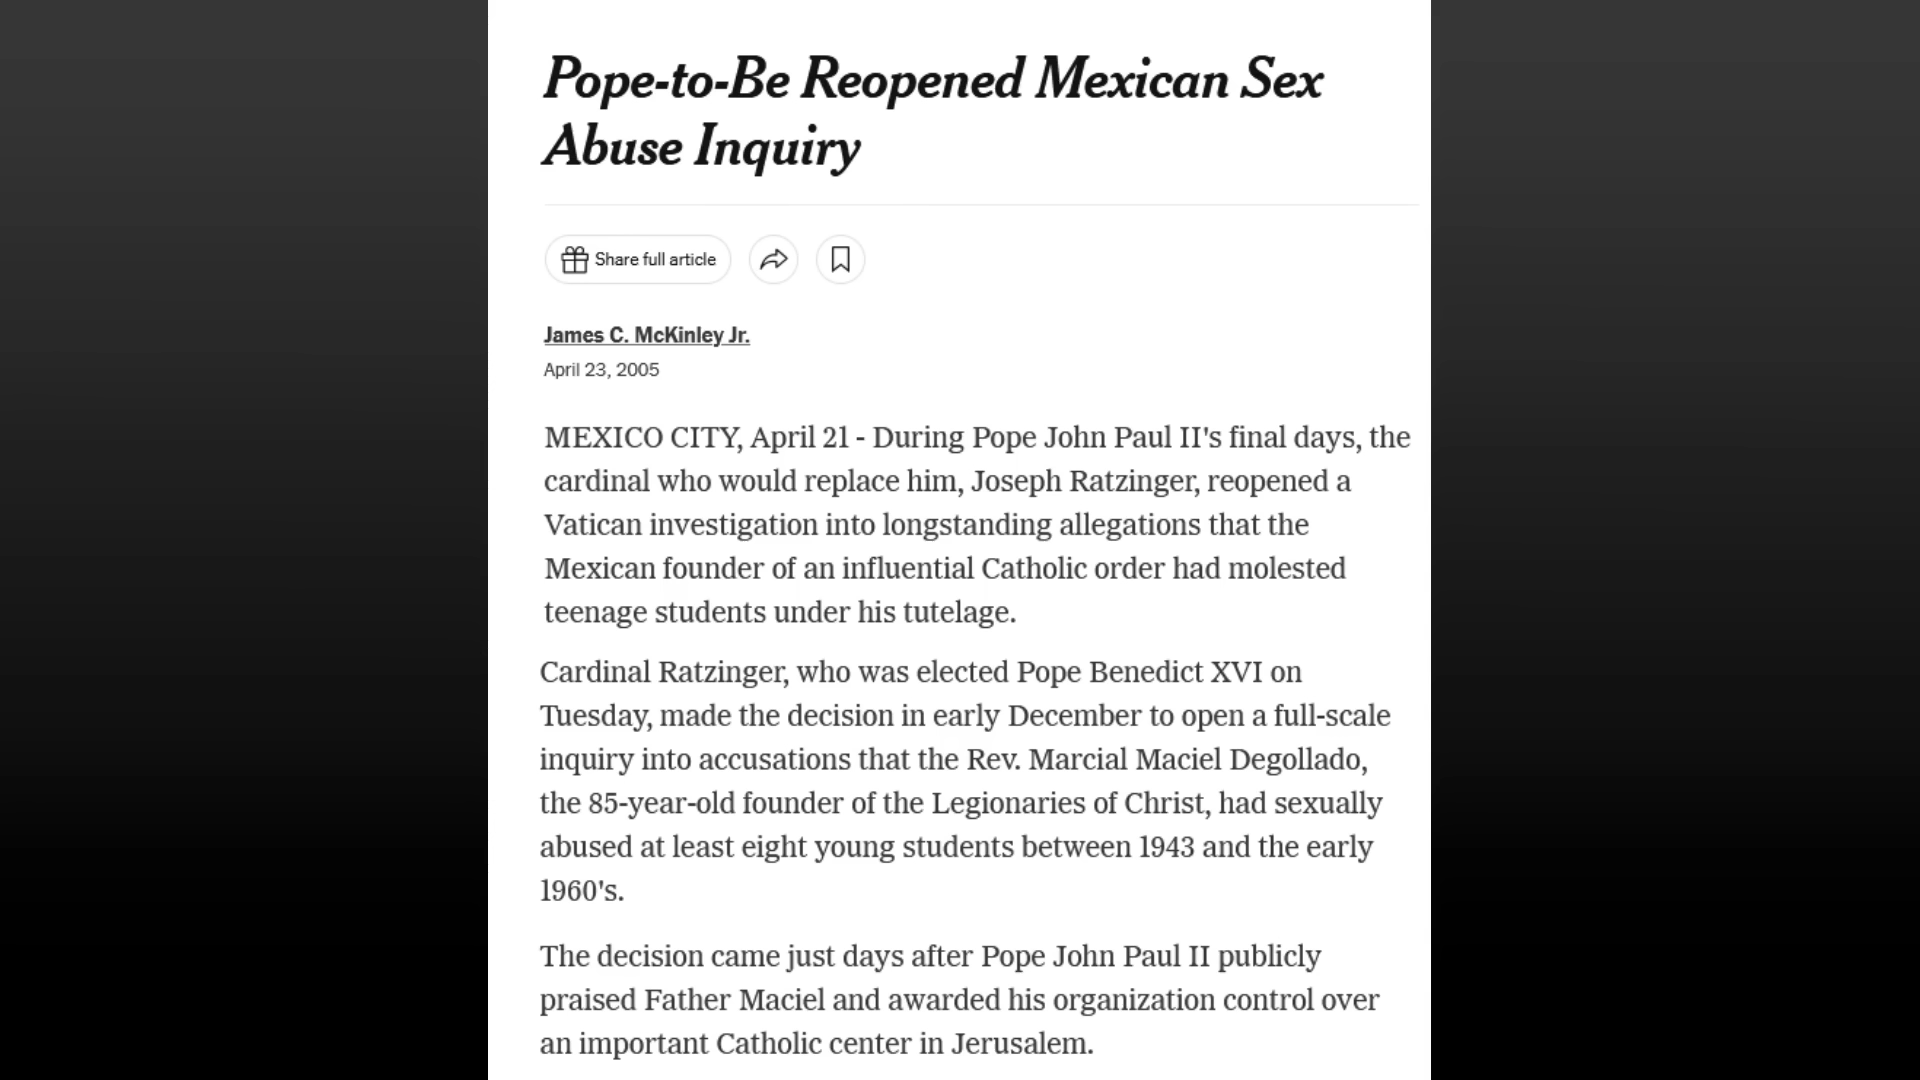 Pope-to-Be Reopened Mexican Sex
Abuse Inquiry
Share full article
James C. McKinley Jr.
April 23, 2005
MEXICO CITY, April 21 - During Pope John Paul II's final days, the
cardinal who would replace him, Joseph Ratzinger, reopened a
Vatican investigation into longstanding allegations that the
Mexican founder of an influential Catholic order had molested
teenage students under his tutelage.
Cardinal Ratzinger, who was elected Pope Benedict XVI on
Tuesday, made the decision in early December to open a full-scale
inquiry into accusations that the Rev. Marcial Maciel Degollado,
the 85-year-old founder of the Legionaries of Christ, had sexually
abused at least eight young students between 1943 and the early
1960's.
The decision came just days after Pope John Paul II publicly
praised Father Maciel and awarded his organization control over
an important Catholic center in Jerusalem.